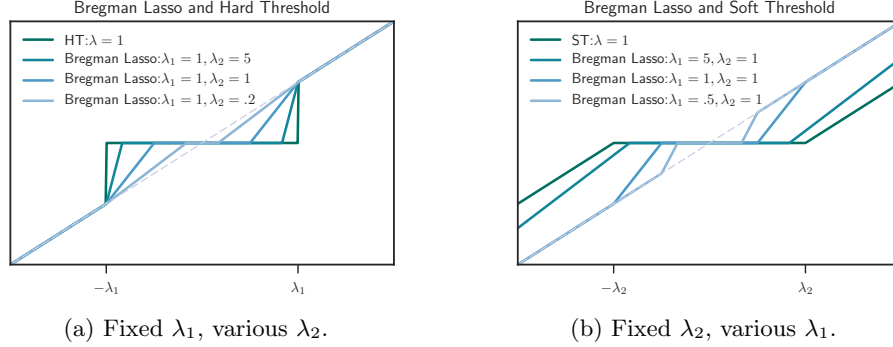 Bregman Lasso and Hard Threshold
HT:λ = 1
Bregman Lasso:λ₁ = 1, λ₂ = 5
Bregman Lasso:λ₁ = 1, λ₂ = 1
Bregman Lasso:λ₁ = 1, λ₂ = .2
−λ₁ λ₁
(a) Fixed λ₁, various λ₂.
Bregman Lasso and Soft Threshold
ST:λ = 1
Bregman Lasso:λ₁ = 5, λ₂ = 1
Bregman Lasso:λ₁ = 1, λ₂ = 1
Bregman Lasso:λ₁ = .5, λ₂ = 1
−λ₂ λ₂
(b) Fixed λ₂, various λ₁.